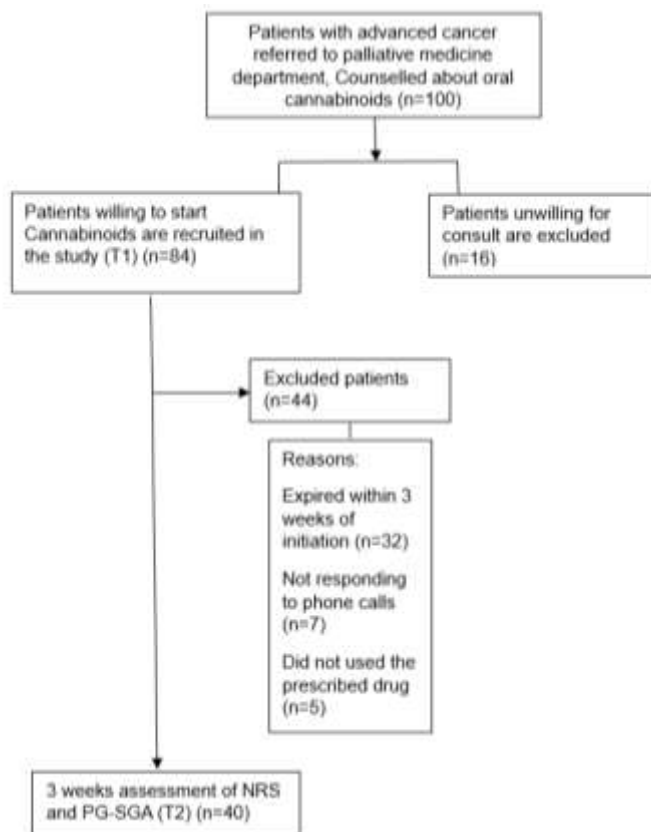 Patients with advanced cancer
referred to palliative medicine
department, Counselled about oral
cannabinoids (n=100)
Patients willing to start
Cannabinoids are recruited in
the study (T1) (n=84)
Patients unwilling for
consult are excluded
(n=16)
Excluded patients
(n=44)
Reasons:
Expired within 3
weeks of
initiation (n=32)
Not responding
to phone calls
(n=7)
Did not used the
prescribed drug
(n=5)
3 weeks assessment of NRS
and PG-SGA (T2) (n=40)